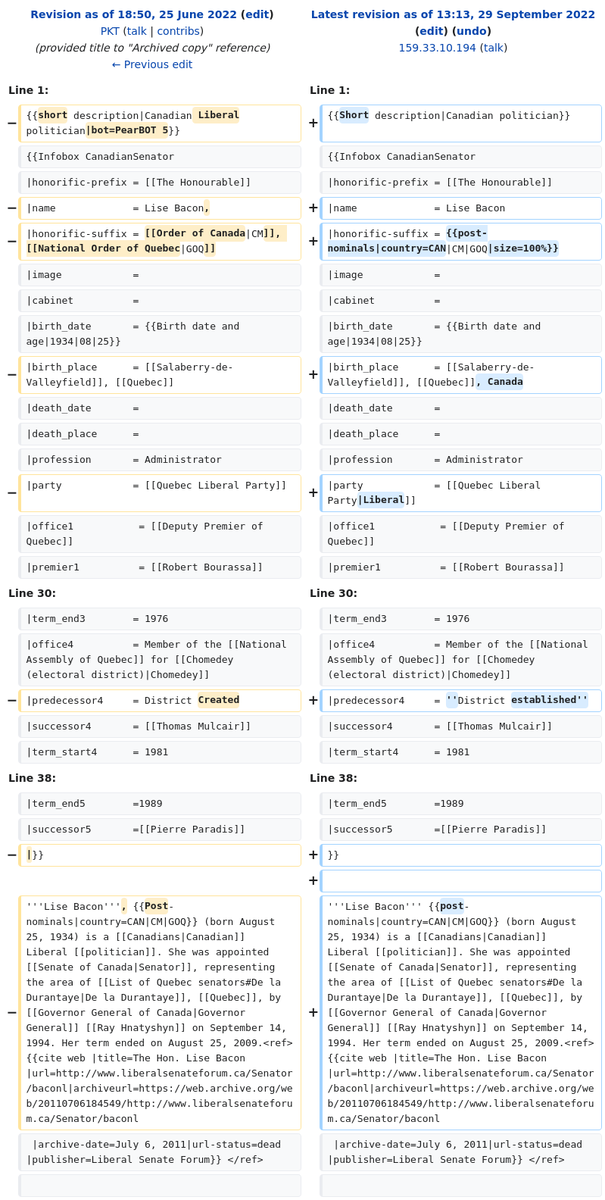 Revision as of 18:50, 25 June 2022 (edit)
PKT (talk | contribs)
(provided title to "Archived copy" reference)
← Previous edit
Latest revision as of 13:13, 29 September 2022
(edit) (undo)
159.33.10.194 (talk)
Line 1:
Line 1:
− {{short description|Canadian Liberal
politician|bot=PearBOT 5}}
+ {{Short description|Canadian politician}}
{{Infobox CanadianSenator
{{Infobox CanadianSenator
|honorific-prefix = [[The Honourable]]
|honorific-prefix = [[The Honourable]]
− |name = Lise Bacon,
+ |name = Lise Bacon
− |honorific-suffix = [[Order of Canada|CM]],
[[National Order of Quebec|GOQ]]
+ |honorific-suffix = {{post-
nominals|country=CAN|CM|GOQ|size=100%}}
|image =
|image =
|cabinet =
|cabinet =
|birth_date = {{Birth date and
age|1934|08|25}}
|birth_date = {{Birth date and
age|1934|08|25}}
− |birth_place = [[Salaberry-de-
Valleyfield]], [[Quebec]]
+ |birth_place = [[Salaberry-de-
Valleyfield]], [[Quebec]], Canada
|death_date =
|death_date =
|death_place =
|death_place =
|profession = Administrator
|profession = Administrator
− |party = [[Quebec Liberal Party]]
+ |party = [[Quebec Liberal
Party|Liberal]]
|office1 = [[Deputy Premier of
Quebec]]
|office1 = [[Deputy Premier of
Quebec]]
|premier1 = [[Robert Bourassa]]
|premier1 = [[Robert Bourassa]]
Line 30:
Line 30:
|term_end3 = 1976
|term_end3 = 1976
|office4 = Member of the [[National
Assembly of Quebec]] for [[Chomedey
(electoral district)|Chomedey]]
|office4 = Member of the [[National
Assembly of Quebec]] for [[Chomedey
(electoral district)|Chomedey]]
− |predecessor4 = District Created
+ |predecessor4 = ''District established''
|successor4 = [[Thomas Mulcair]]
|successor4 = [[Thomas Mulcair]]
|term_start4 = 1981
|term_start4 = 1981
Line 38:
Line 38:
|term_end5 =1989
|term_end5 =1989
|successor5 =[[Pierre Paradis]]
|successor5 =[[Pierre Paradis]]
− |}}
+ }}
+
− '''Lise Bacon''', {{Post-
nominals|country=CAN|CM|GOQ}} (born August
25, 1934) is a [[Canadians|Canadian]]
Liberal [[politician]]. She was appointed
[[Senate of Canada|Senator]], representing
the area of [[List of Quebec senators#De la
Durantaye|De la Durantaye]], [[Quebec]], by
[[Governor General of Canada|Governor
General]] [[Ray Hnatyshyn]] on September 14,
1994. Her term ended on August 25, 2009.<ref>
{{cite web |title=The Hon. Lise Bacon
|url=http://www.liberalsenateforum.ca/Senator
/baconl|archiveurl=https://web.archive.org/we
b/20110706184549/http://www.liberalsenateforu
m.ca/Senator/baconl
+ '''Lise Bacon''' {{post-
nominals|country=CAN|CM|GOQ}} (born August
25, 1934) is a [[Canadians|Canadian]]
Liberal [[politician]]. She was appointed
[[Senate of Canada|Senator]], representing
the area of [[List of Quebec senators#De la
Durantaye|De la Durantaye]], [[Quebec]], by
[[Governor General of Canada|Governor
General]] [[Ray Hnatyshyn]] on September 14,
1994. Her term ended on August 25, 2009.<ref>
{{cite web |title=The Hon. Lise Bacon
|url=http://www.liberalsenateforum.ca/Senator
/baconl|archiveurl=https://web.archive.org/we
b/20110706184549/http://www.liberalsenateforu
m.ca/Senator/baconl
|archive-date=July 6, 2011|url-status=dead
|publisher=Liberal Senate Forum}} </ref>
|archive-date=July 6, 2011|url-status=dead
|publisher=Liberal Senate Forum}} </ref>